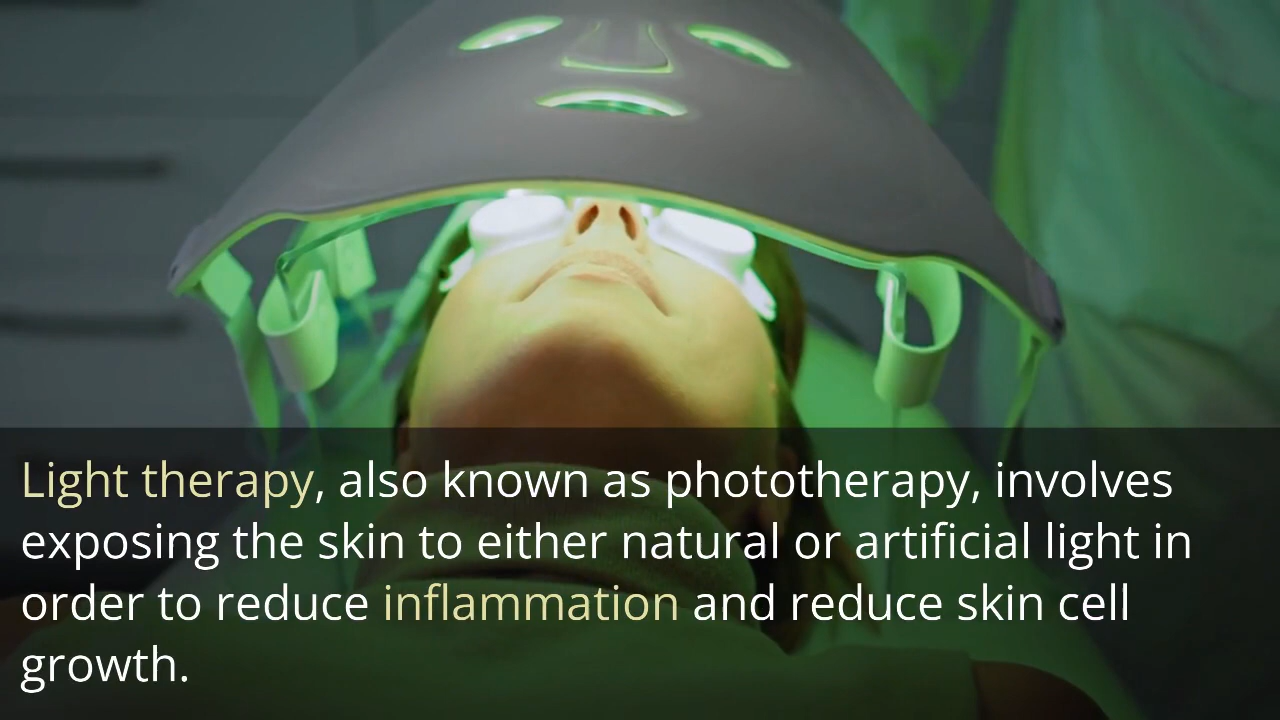 Light therapy, also known as phototherapy, involves
exposing the skin to either natural or artificial light in
order to reduce inflammation and reduce skin cell
growth.